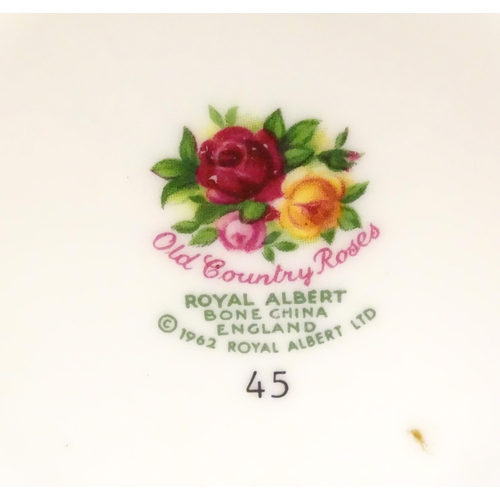 Old Country Roses
ROYAL ALBERT
BONE CHINA
ENGLAND
© 1962 ROYAL ALBERT LTD
45